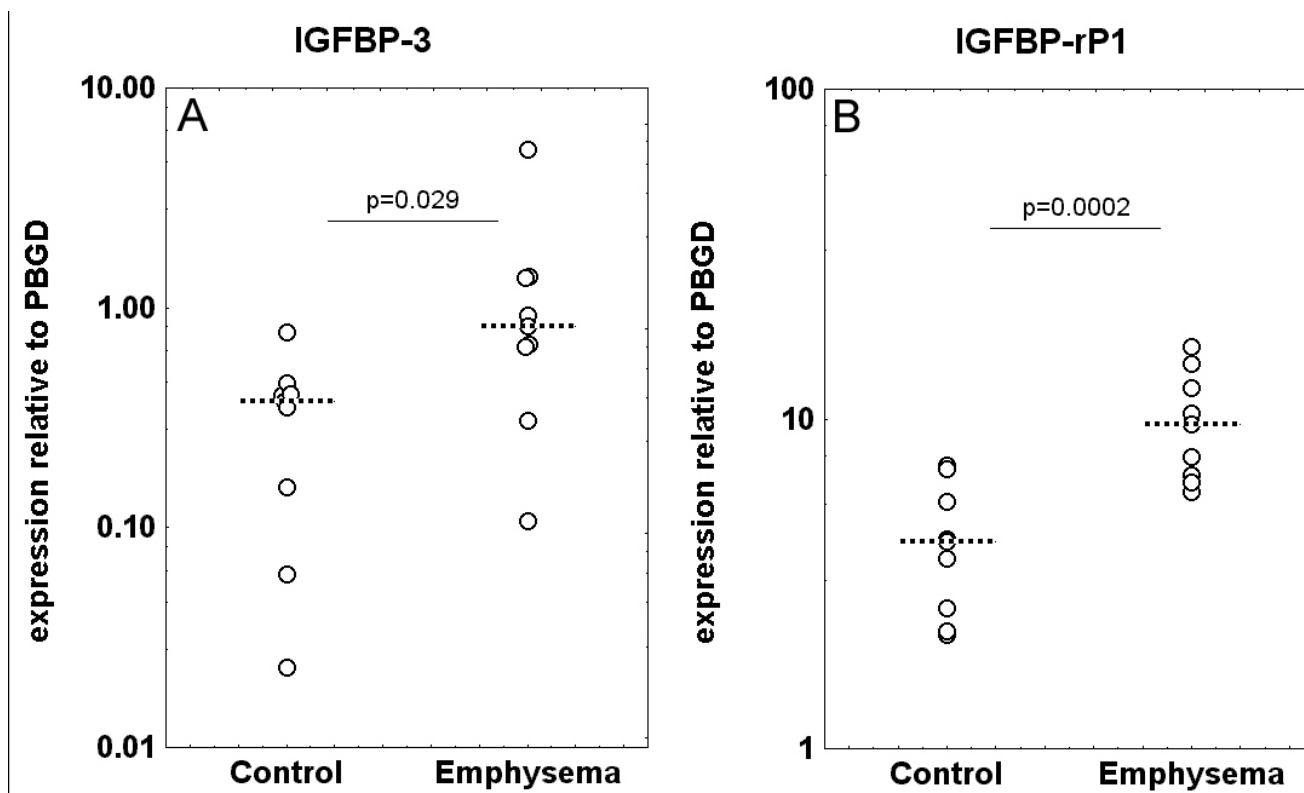 IGFBP-3
A
10.00
1.00
0.10
0.01
expression relative to PBGD
p=0.029
Control Emphysema
IGFBP-rP1
B
100
10
1
expression relative to PBGD
p=0.0002
Control Emphysema